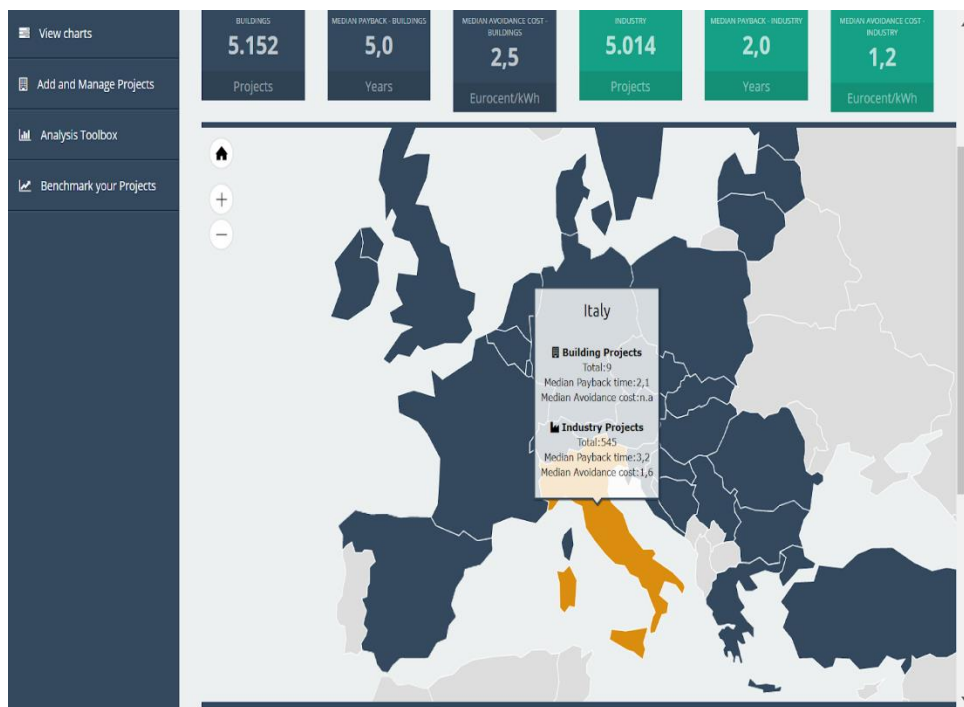 View charts
Add and Manage Projects
Analysis Toolbox
Benchmark your Projects
BUILDINGS
5.152
Projects
MEDIAN PAYBACK - BUILDINGS
5,0
Years
MEDIAN AVOIDANCE COST -
BUILDINGS
2,5
Eurocent/kWh
INDUSTRY
5.014
Projects
MEDIAN PAYBACK - INDUSTRY
2,0
Years
MEDIAN AVOIDANCE COST -
INDUSTRY
1,2
Eurocent/kWh
+
−
Italy
Building Projects
Total:9
Median Payback time:2,1
Median Avoidance cost:n.a
Industry Projects
Total:545
Median Payback time:3,2
Median Avoidance cost:1,6